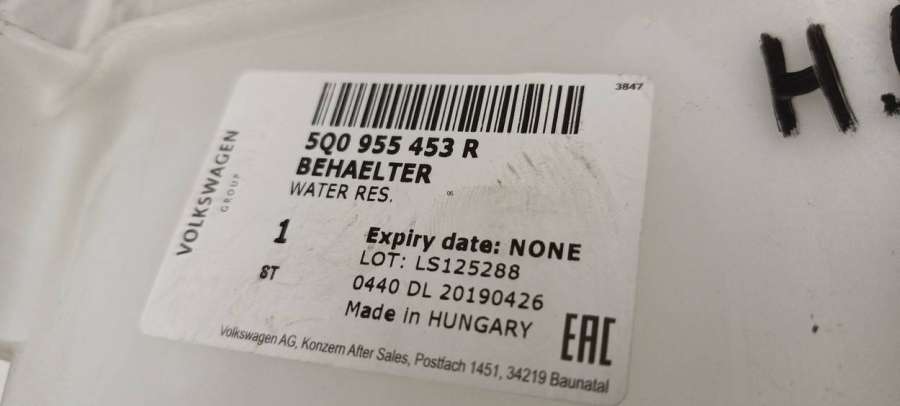 3847
H.
5Q0 955 453 R
BEHAELTER
WATER RES.
VOLKSWAGEN
GROUP
1
ST
Expiry date: NONE
LOT: LS125288
0440 DL 20190426
Made in HUNGARY
EAC
Volkswagen AG, Konzern After Sales, Postfach 1451, 34219 Baunatal